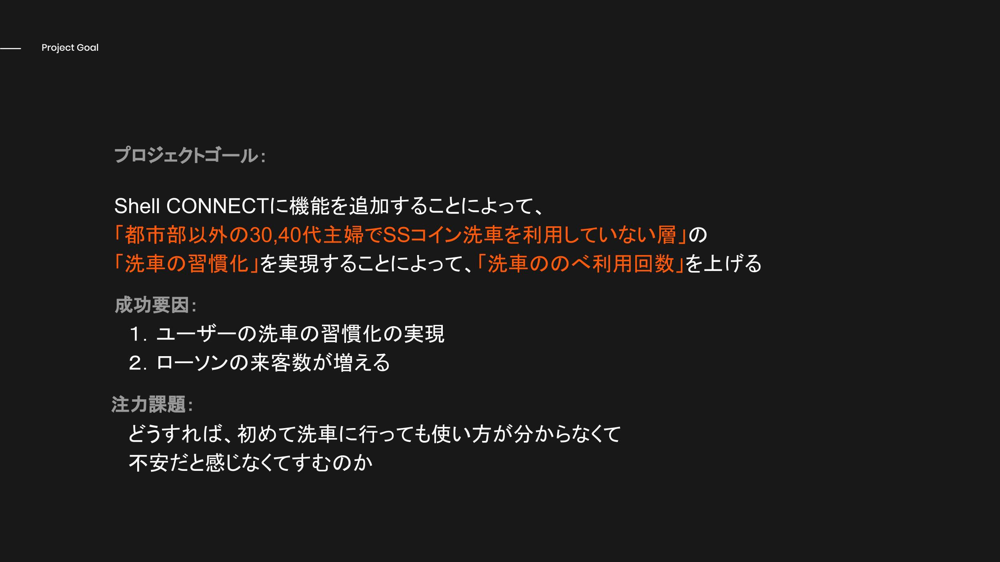 Project Goal
プロジェクトゴール：
Shell CONNECTに機能を追加することによって、
「都市部以外の30,40代主婦でSSコイン洗車を利用していない層」の
「洗車の習慣化」を実現することによって、「洗車ののべ利用回数」を上げる
成功要因：
１．ユーザーの洗車の習慣化の実現
2．ローソンの来客数が増える
注力課題：
どうすれば、初めて洗車に行っても使い方が分からなくて
不安だと感じなくてすむのか